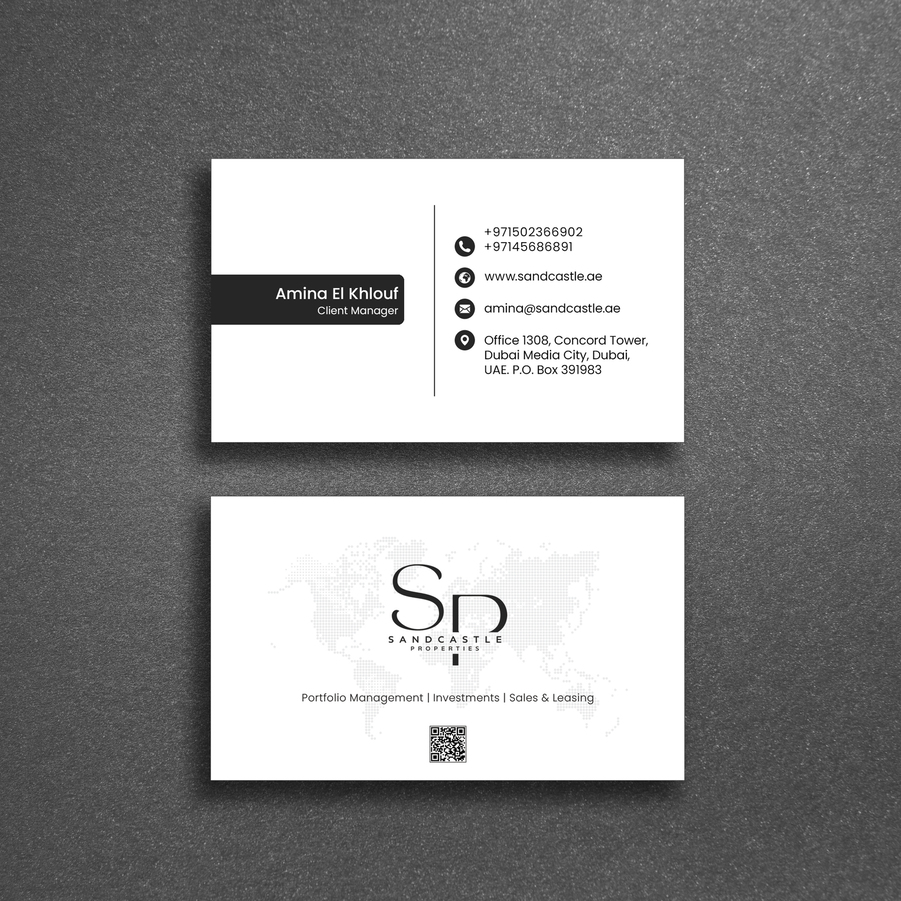 Amina El Khlouf
Client Manager
+971502366902
+97145686891
www.sandcastle.ae
amina@sandcastle.ae
Office 1308, Concord Tower,
Dubai Media City, Dubai,
UAE. P.O. Box 391983
SP
SANDCASTLE
PROPERTIES
Portfolio Management | Investments | Sales & Leasing